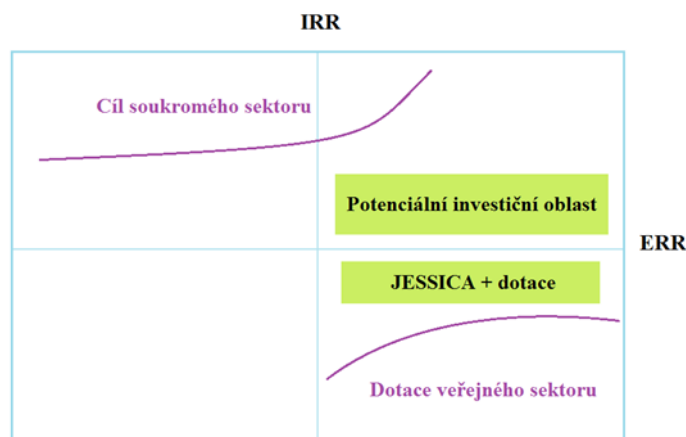 IRR
Cíl soukromého sektoru
Potenciální investiční oblast
ERR
JESSICA + dotace
Dotace veřejného sektoru